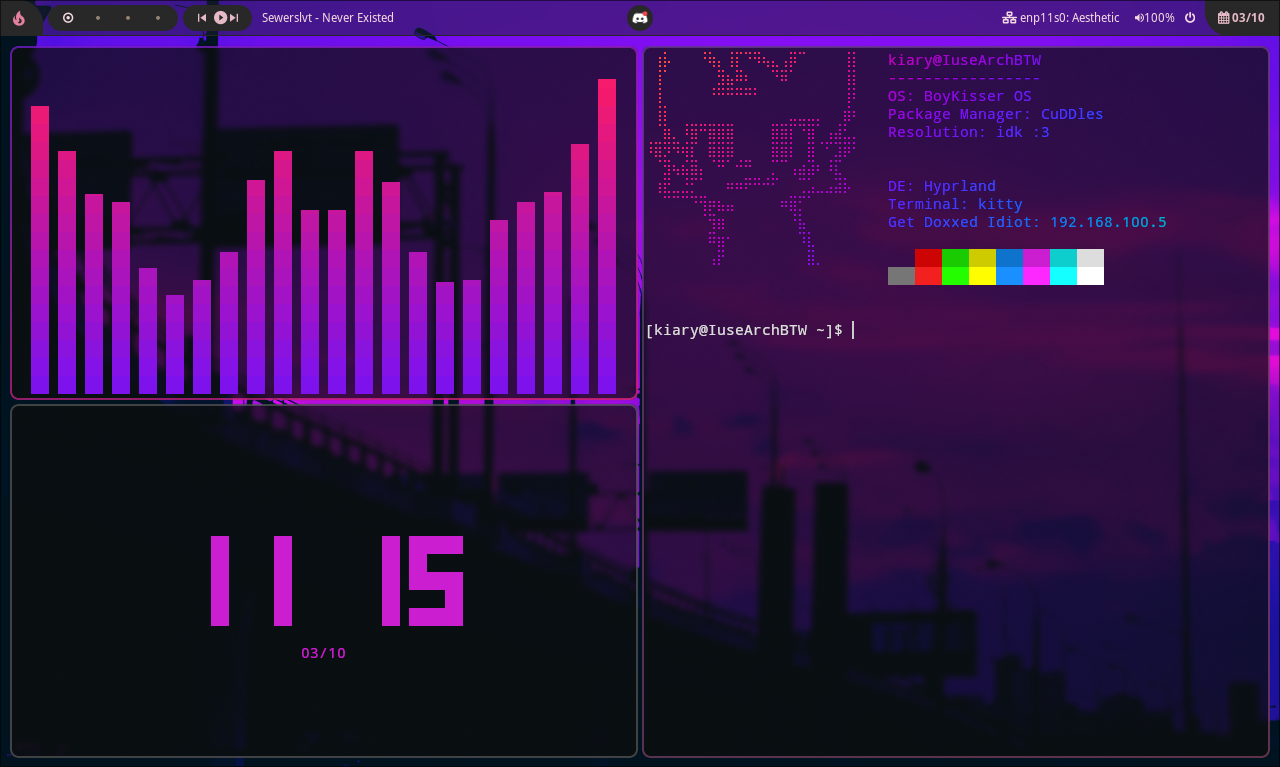 Sewerslvt - Never Existed
enp11s0: Aesthetic
100%
03/10
kiary@IuseArchBTW
-----------------
OS: BoyKisser OS
Package Manager: CuDDles
Resolution: idk :3
DE: Hyprland
Terminal: kitty
Get Doxxed Idiot: 192.168.100.5
[kiary@IuseArchBTW ~]$
11 15
03/10